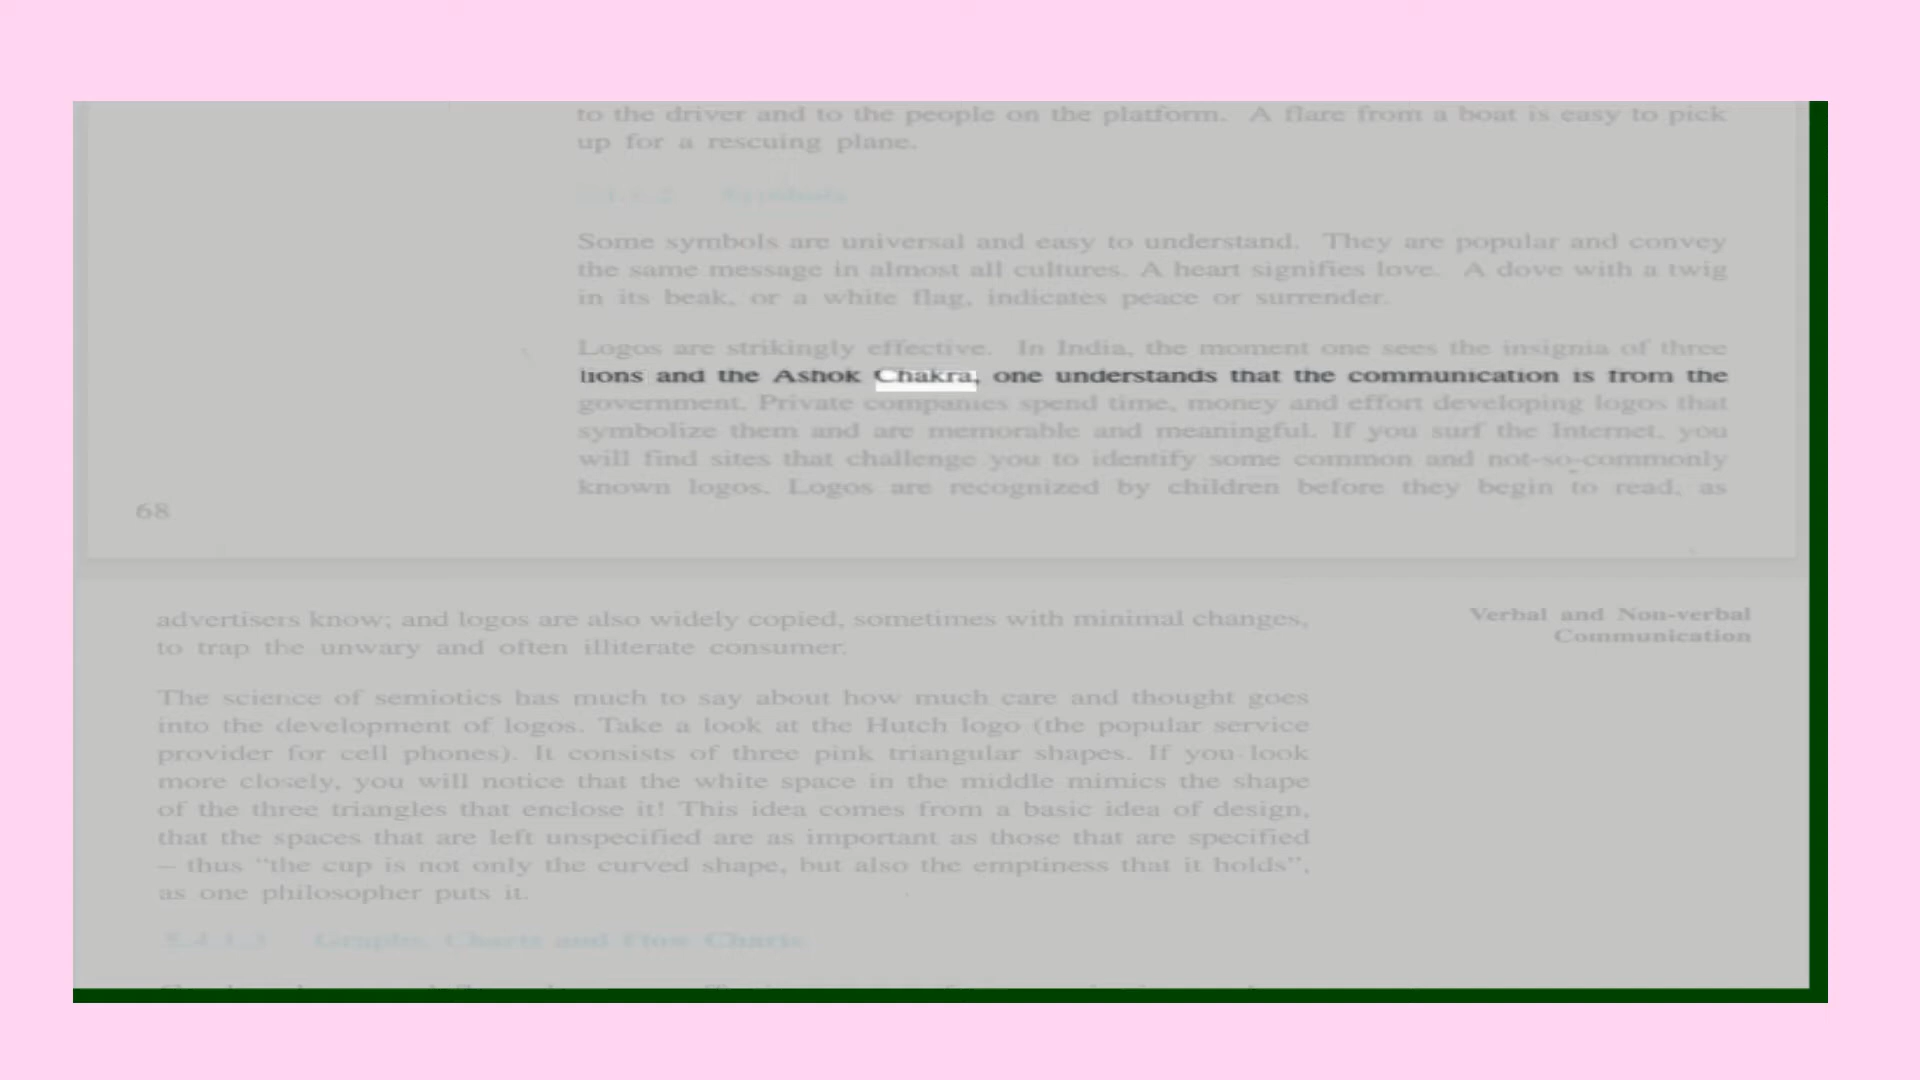 to the driver and to the people on the platform. A flare from a boat is easy to pick
up for a rescuing plane.
5.4.1.2 Symbols
Some symbols are universal and easy to understand. They are popular and convey
the same message in almost all cultures. A heart signifies love. A dove with a twig
in its beak, or a white flag, indicates peace or surrender.
Logos are strikingly effective. In India, the moment one sees the insignia of three
lions and the Ashok Chakra, one understands that the communication is from the
government. Private companies spend time, money and effort developing logos that
symbolize them and are memorable and meaningful. If you surf the Internet, you
will find sites that challenge you to identify some common and not-so-commonly
known logos. Logos are recognized by children before they begin to read, as
68
advertisers know; and logos are also widely copied, sometimes with minimal changes,
to trap the unwary and often illiterate consumer.
Verbal and Non-verbal
Communication
The science of semiotics has much to say about how much care and thought goes
into the development of logos. Take a look at the Hutch logo (the popular service
provider for cell phones). It consists of three pink triangular shapes. If you look
more closely, you will notice that the white space in the middle mimics the shape
of the three triangles that enclose it! This idea comes from a basic idea of design,
that the spaces that are left unspecified are as important as those that are specified
– thus “the cup is not only the curved shape, but also the emptiness that it holds”,
as one philosopher puts it.
5.4.1.3 Graphs, Charts and Flow Charts